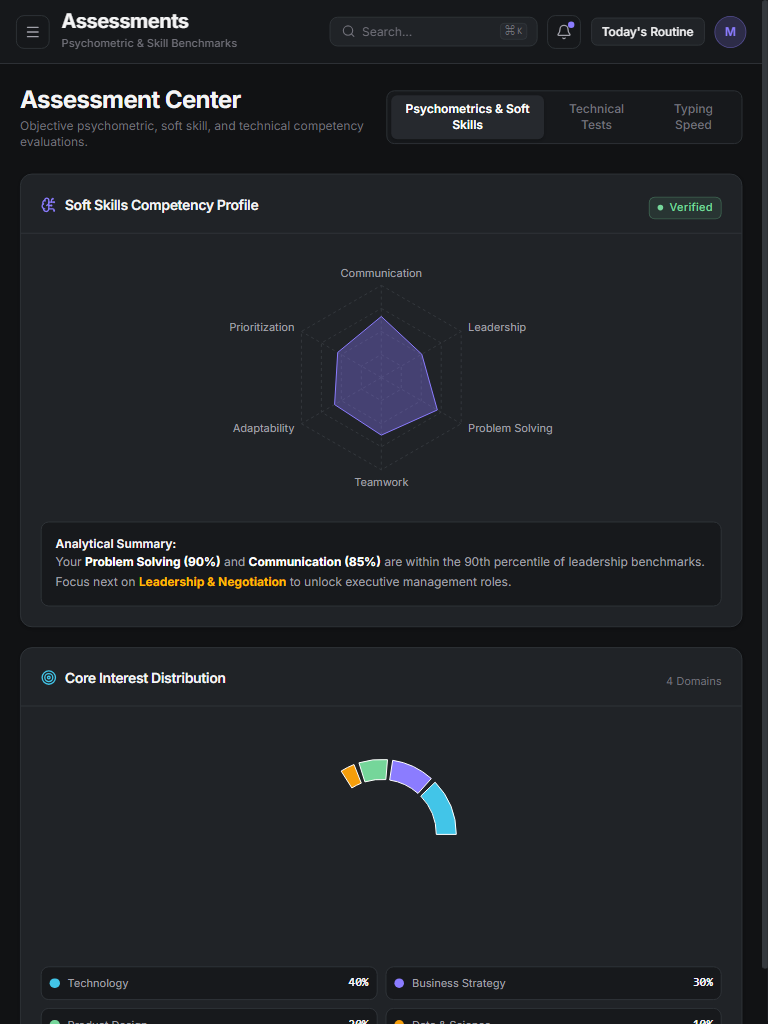 Assessments
Psychometric & Skill Benchmarks
Search...
⌘K
Today's Routine
M
Assessment Center
Objective psychometric, soft skill, and technical competency
evaluations.
Psychometrics & Soft
Skills
Technical
Tests
Typing
Speed
Soft Skills Competency Profile
Verified
Communication
Prioritization
Leadership
Adaptability
Problem Solving
Teamwork
Analytical Summary:
Your Problem Solving (90%) and Communication (85%) are within the 90th percentile of leadership benchmarks.
Focus next on Leadership & Negotiation to unlock executive management roles.
Core Interest Distribution
4 Domains
Technology 40%
Business Strategy 30%